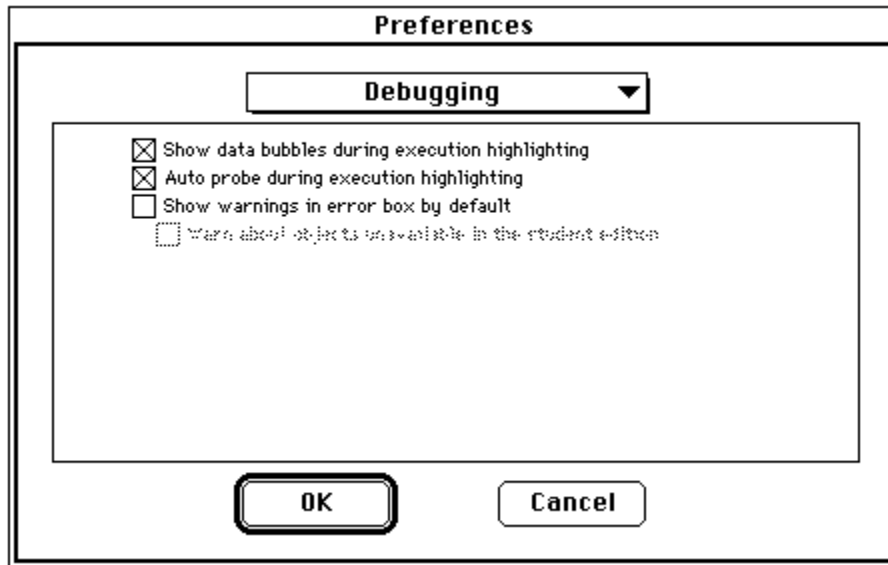 Preferences
Debugging
Show data bubbles during execution highlighting
Auto probe during execution highlighting
Show warnings in error box by default
Warn about objects unavailable in the student edition
OK
Cancel